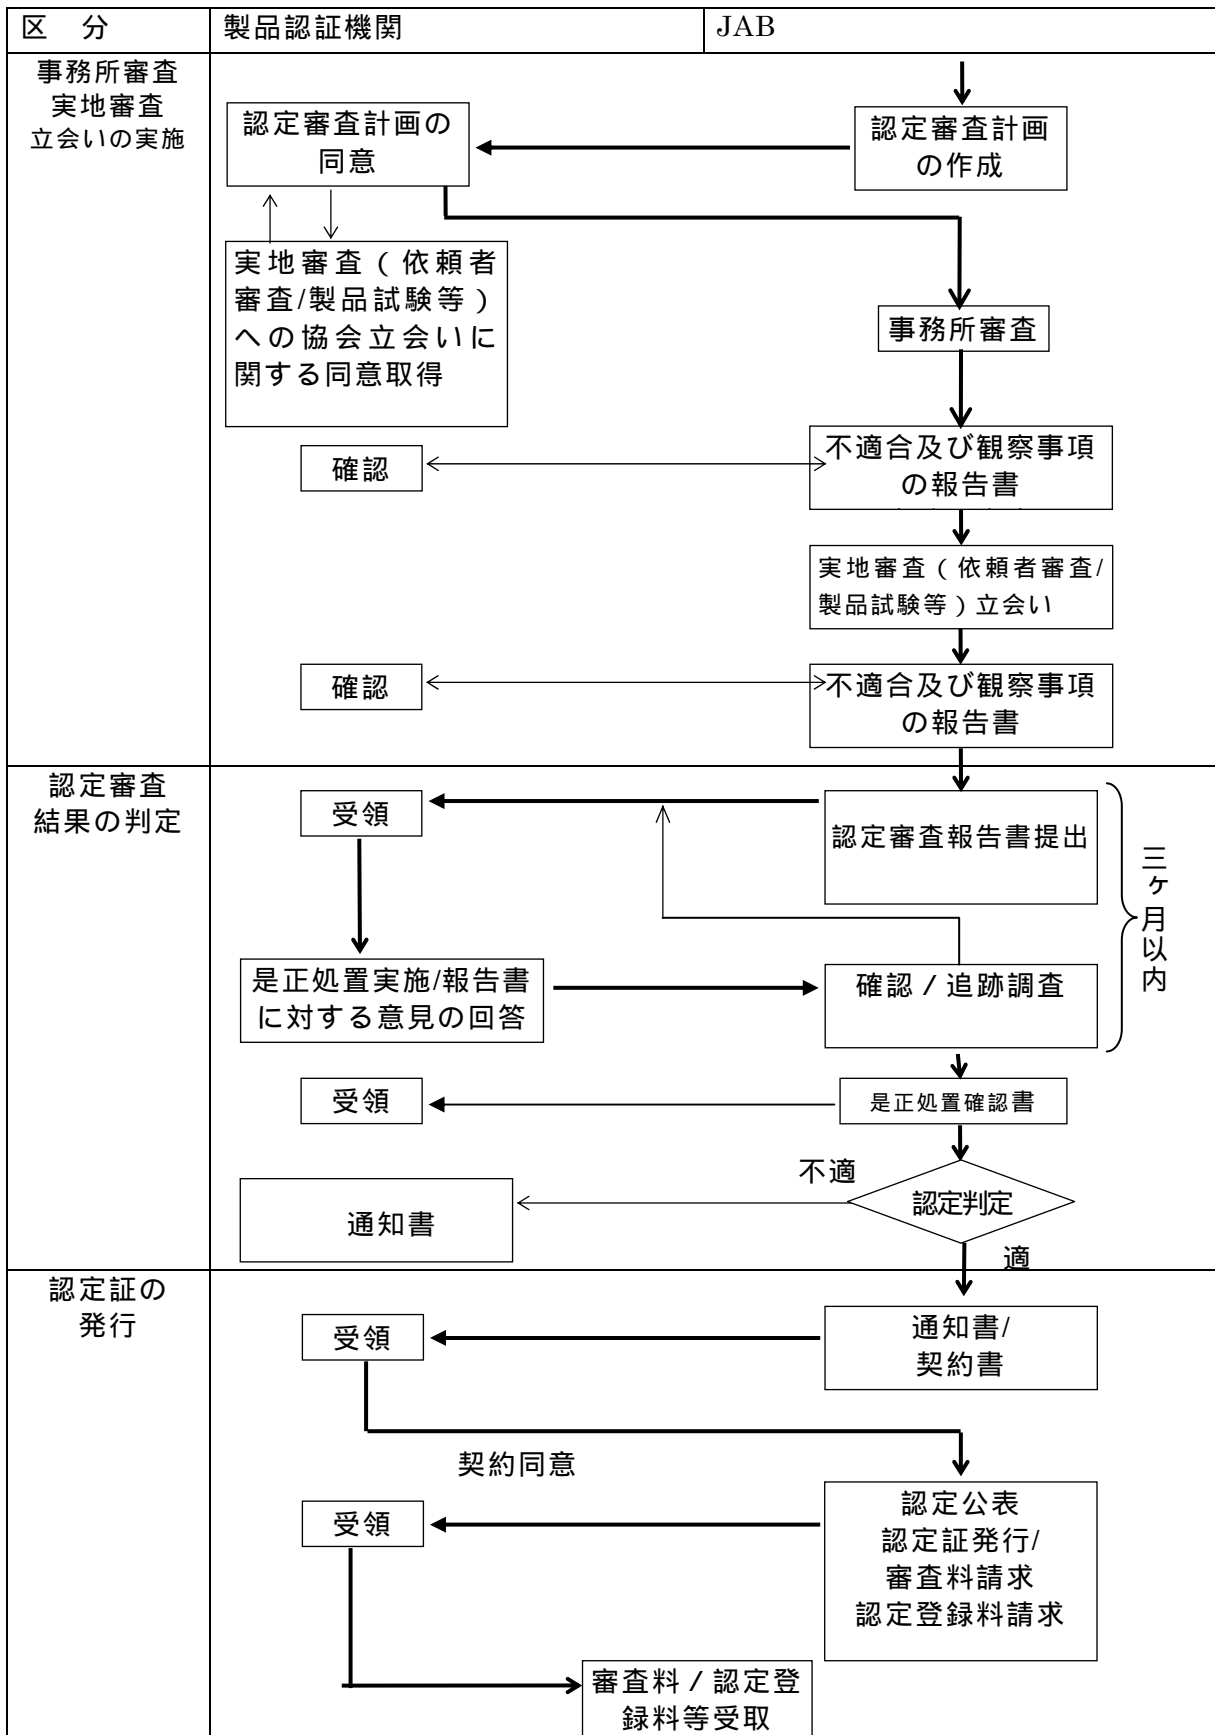 区 分
製品認証機関
JAB
事務所審査
実地審査
立会いの実施
認定審査計画の
同意
認定審査計画
の作成
実地審査(依頼者
審査/製品試験等)
への協会立会いに
関する同意取得
事務所審査
確認
不適合及び観察事項
の報告書
実地審査(依頼者審査/
製品試験等)立会い
確認
不適合及び観察事項
の報告書
認定審査
結果の判定
受領
認定審査報告書提出
三ヶ月以内
是正処置実施/報告書
に対する意見の回答
確認/追跡調査
受領
是正処置確認書
不適
認定判定
通知書
適
認定証の
発行
受領
通知書/
契約書
契約同意
受領
認定公表
認定証発行/
審査料請求
認定登録料請求
審査料/認定登
録料等受取